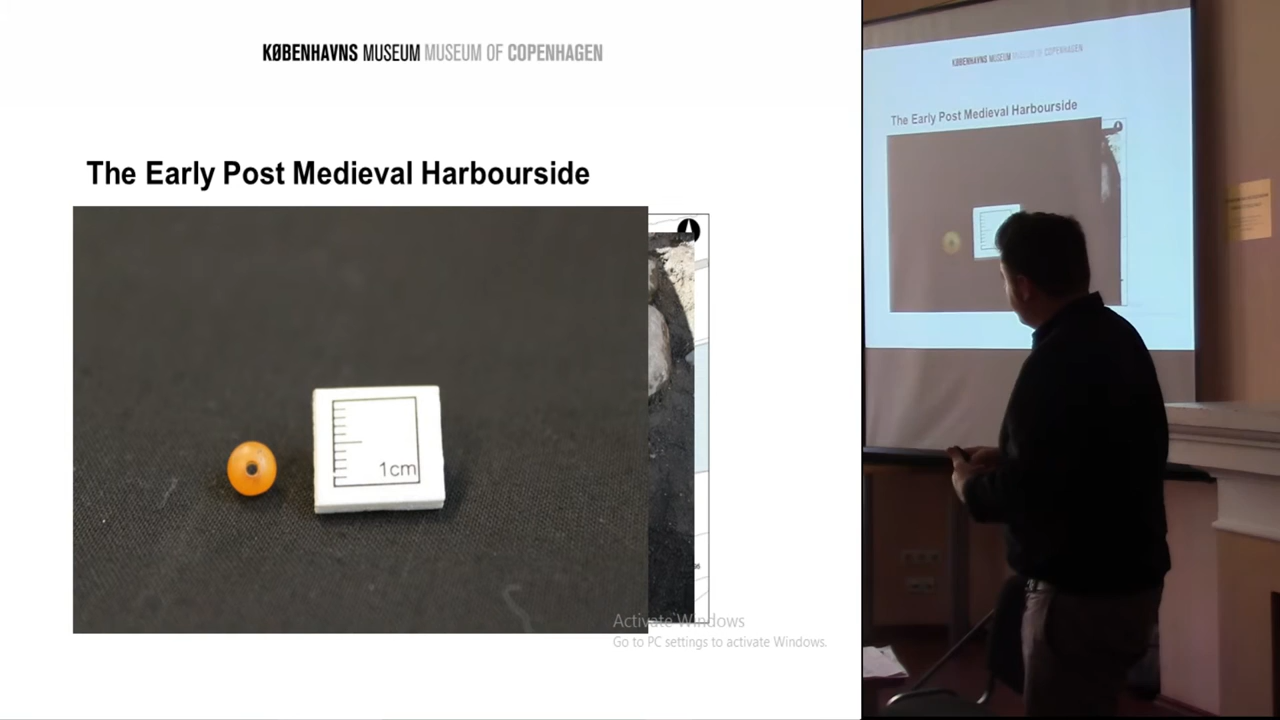 KØBENHAVNS MUSEUM MUSEUM OF COPENHAGEN
The Early Post Medieval Harbourside
1cm
Activate Windows
Go to PC settings to activate Windows.
KØBENHAVNS MUSEUM MUSEUM OF COPENHAGEN
The Early Post Medieval Harbourside